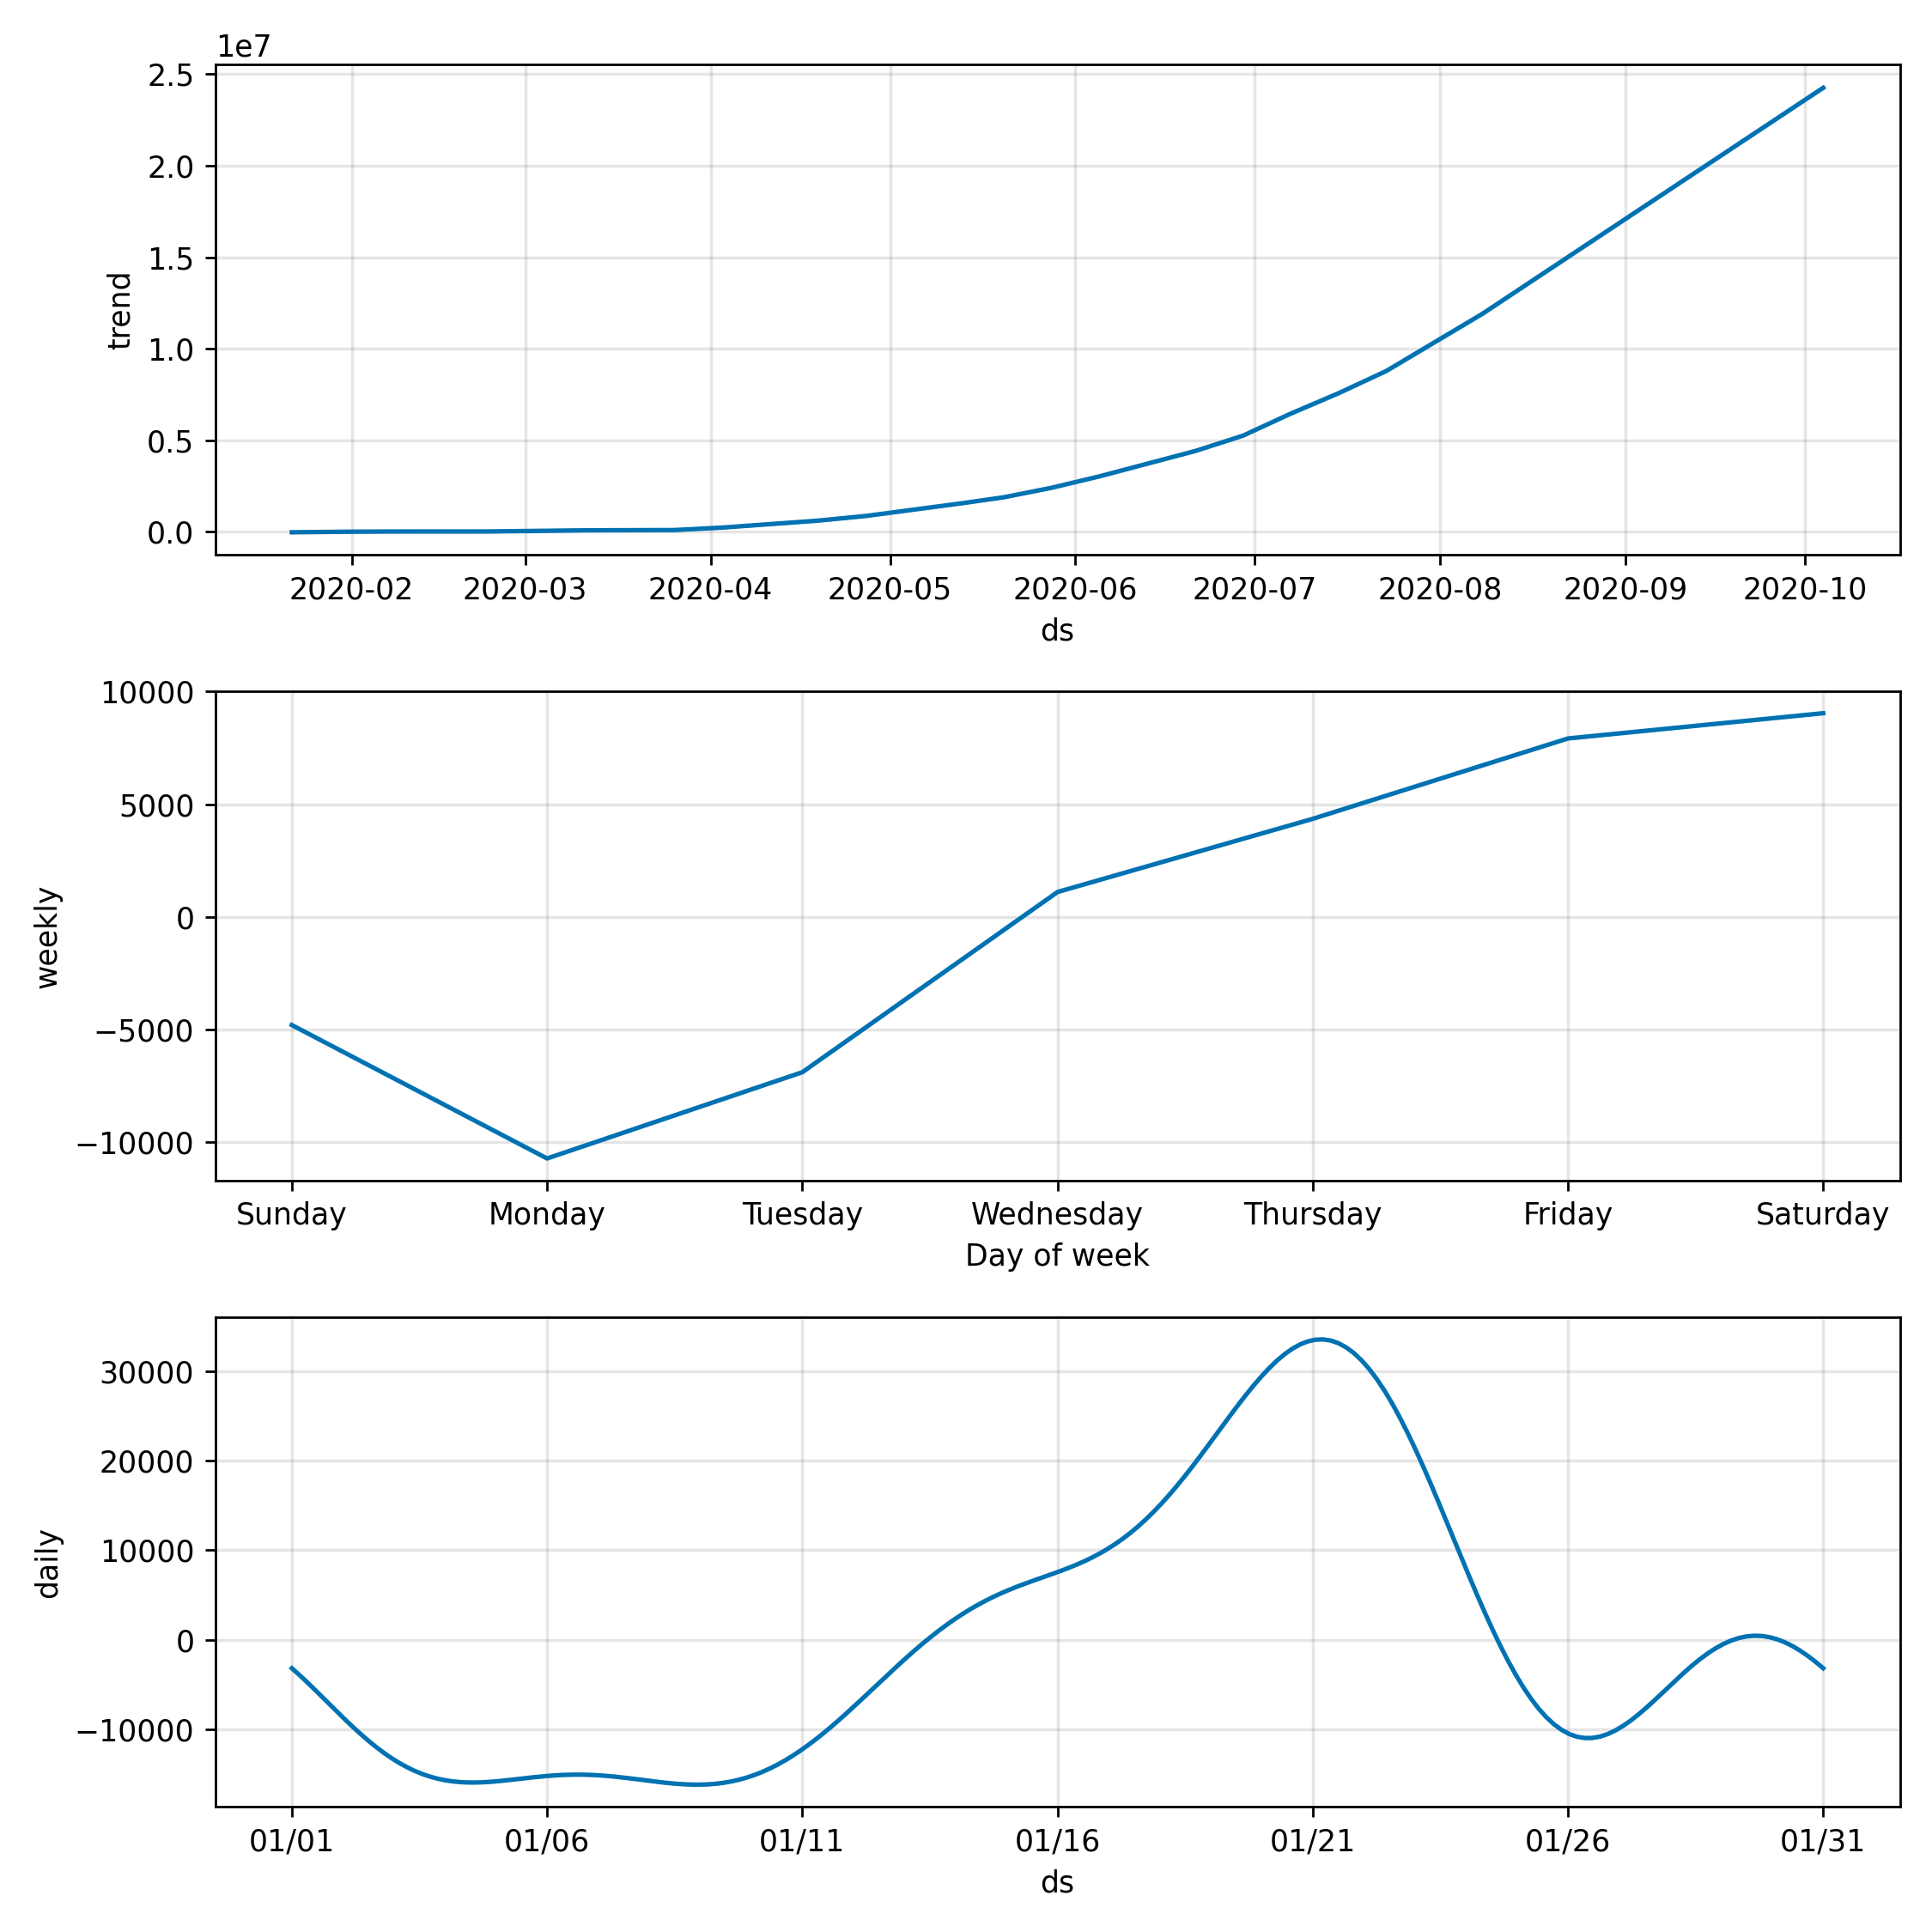 1e7
2.5
2.0
1.5
1.0
0.5
0.0
trend
2020-02 2020-03 2020-04 2020-05 2020-06 2020-07 2020-08 2020-09 2020-10
ds
10000
5000
0
−5000
−10000
weekly
Sunday Monday Tuesday Wednesday Thursday Friday Saturday
Day of week
30000
20000
10000
0
−10000
daily
01/01 01/06 01/11 01/16 01/21 01/26 01/31
ds